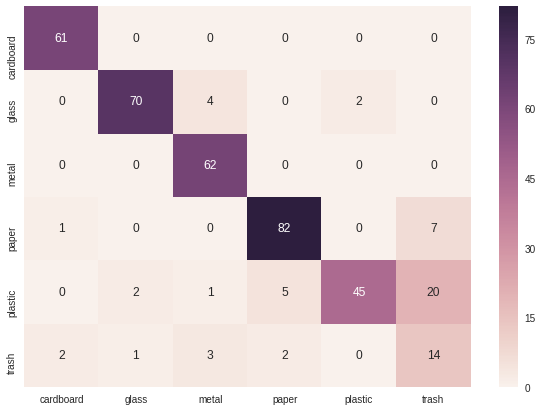 cardboard 61 0 0 0 0 0
glass 0 70 4 0 2 0
metal 0 0 62 0 0 0
paper 1 0 0 82 0 7
plastic 0 2 1 5 45 20
trash 2 1 3 2 0 14
cardboard glass metal paper plastic trash
75
60
45
30
15
0